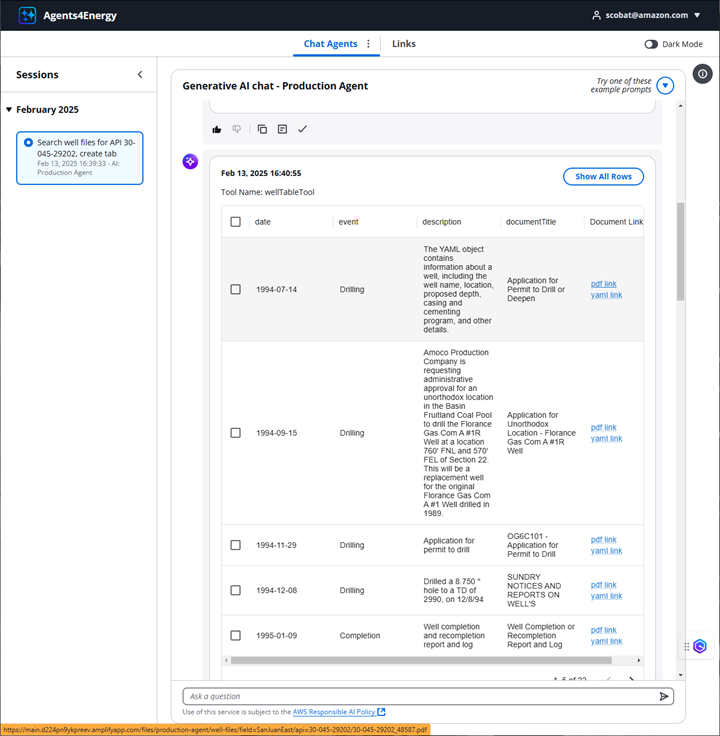 Agents4Energy
scobat@amazon.com
Chat Agents
Links
Dark Mode
Sessions
February 2025
Search well files for API 30-
045-29202, create tab
Feb 13, 2025 16:39:33 - AI:
Production Agent
Generative AI chat - Production Agent
Try one of these
example prompts
Feb 13, 2025 16:40:55
Show All Rows
Tool Name: wellTableTool
date event description documentTitle Document Link
1994-07-14
Drilling
The YAML object
contains
information about a
well, including the
well name, location,
proposed depth,
casing and
cementing
program, and other
details.
Application for
Permit to Drill or
Deepen
pdf link
yaml link
1994-09-15
Drilling
Amoco Production
Company is
requesting
administrative
approval for an
unorthodox location
in the Basin
Fruitland Coal Pool
to drill the Florance
Gas Com A #1R
Well at a location
760' FNL and 570'
FEL of Section 22.
This will be a
replacement well
for the original
Florance Gas Com
A #1 Well drilled in
1989.
Application for
Unorthodox
Location - Florance
Gas Com A #1R
Well
pdf link
yaml link
1994-11-29
Drilling
Application for
permit to drill
OG6C101 -
Application for
Permit to Drill
pdf link
yaml link
1994-12-08
Drilling
Drilled a 8.750 "
hole to a TD of
2990, on 12/8/94
SUNDRY
NOTICES AND
REPORTS ON
WELL'S
pdf link
yaml link
1995-01-09
Completion
Well completion
and recompletion
report and log
Well Completion or
Recompletion
Report and Log
pdf link
yaml link
1-5 of 22
Ask a question
Use of this service is subject to the AWS Responsible AI Policy
https://main.d224pn9ykpreev.amplifyapp.com/files/production-agent/well-files/field=SanJuanEast/api=30-045-29202/30-045-29202_48587.pdf